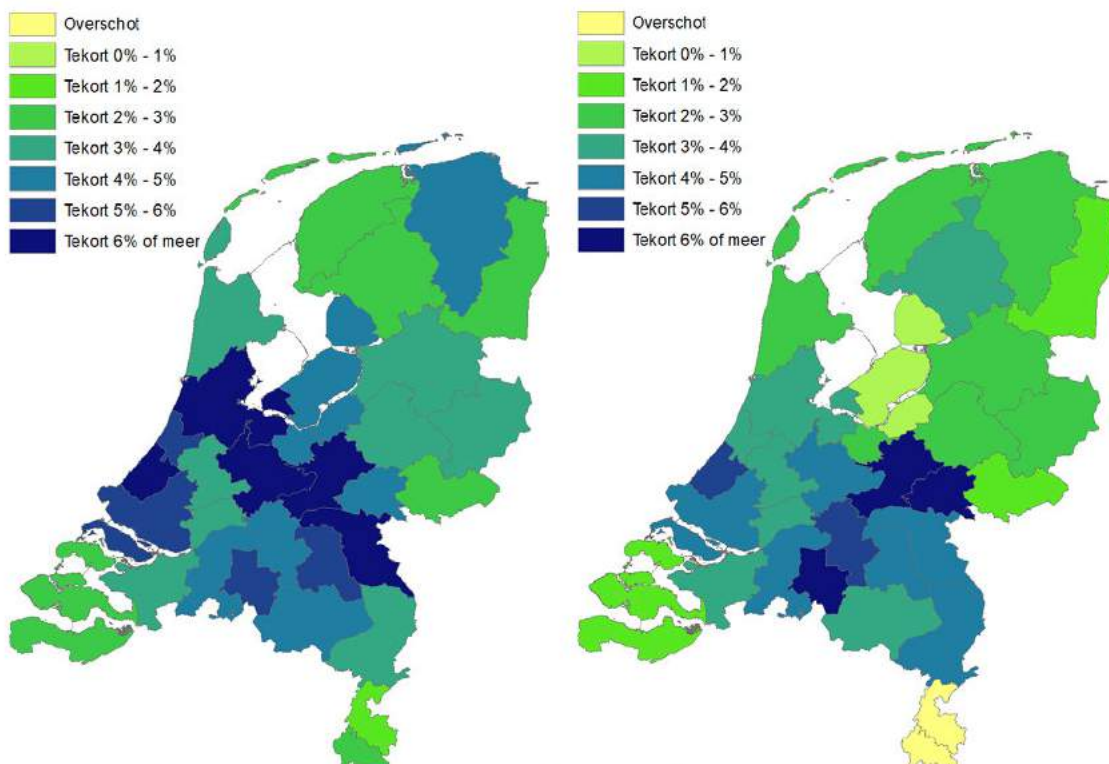 Overschot
Tekort 0% - 1%
Tekort 1% - 2%
Tekort 2% - 3%
Tekort 3% - 4%
Tekort 4% - 5%
Tekort 5% - 6%
Tekort 6% of meer
Overschot
Tekort 0% - 1%
Tekort 1% - 2%
Tekort 2% - 3%
Tekort 3% - 4%
Tekort 4% - 5%
Tekort 5% - 6%
Tekort 6% of meer